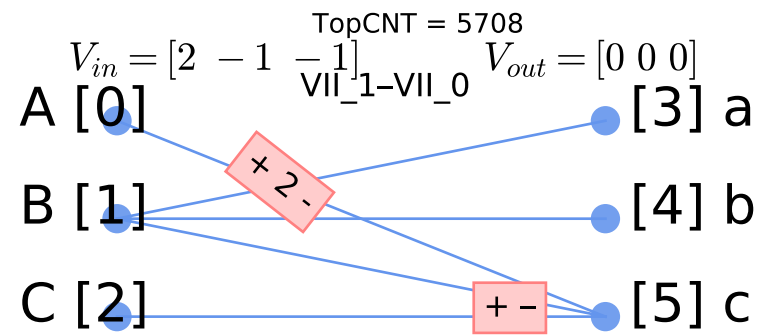 TopCNT = 5708
V_in = [2 −1 −1] V_out = [0 0 0]
VII_1–VII_0
A [0] [3] a
+ 2 -
B [1] [4] b
C [2] + − [5] c